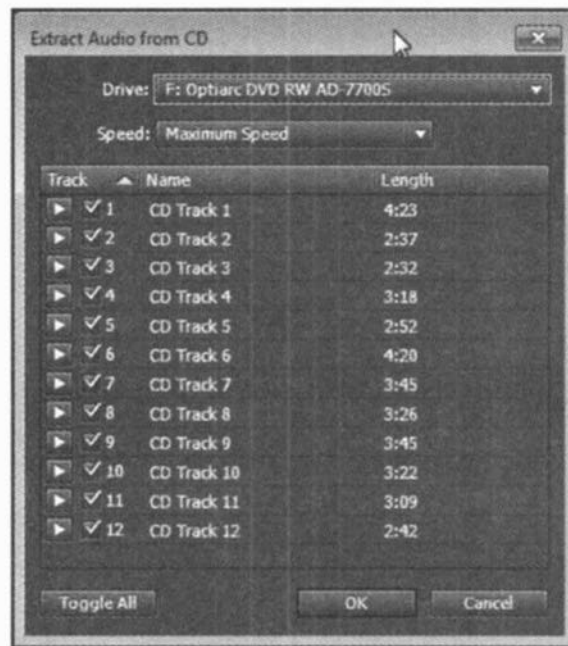 Extract Audio from CD
Drive: F: Optiarc DVD RW AD-7700S
Speed: Maximum Speed
Track Name Length
1 CD Track 1 4:23
2 CD Track 2 2:37
3 CD Track 3 2:32
4 CD Track 4 3:18
5 CD Track 5 2:52
6 CD Track 6 4:20
7 CD Track 7 3:45
8 CD Track 8 3:26
9 CD Track 9 3:45
10 CD Track 10 3:22
11 CD Track 11 3:09
12 CD Track 12 2:42
Toggle All OK Cancel